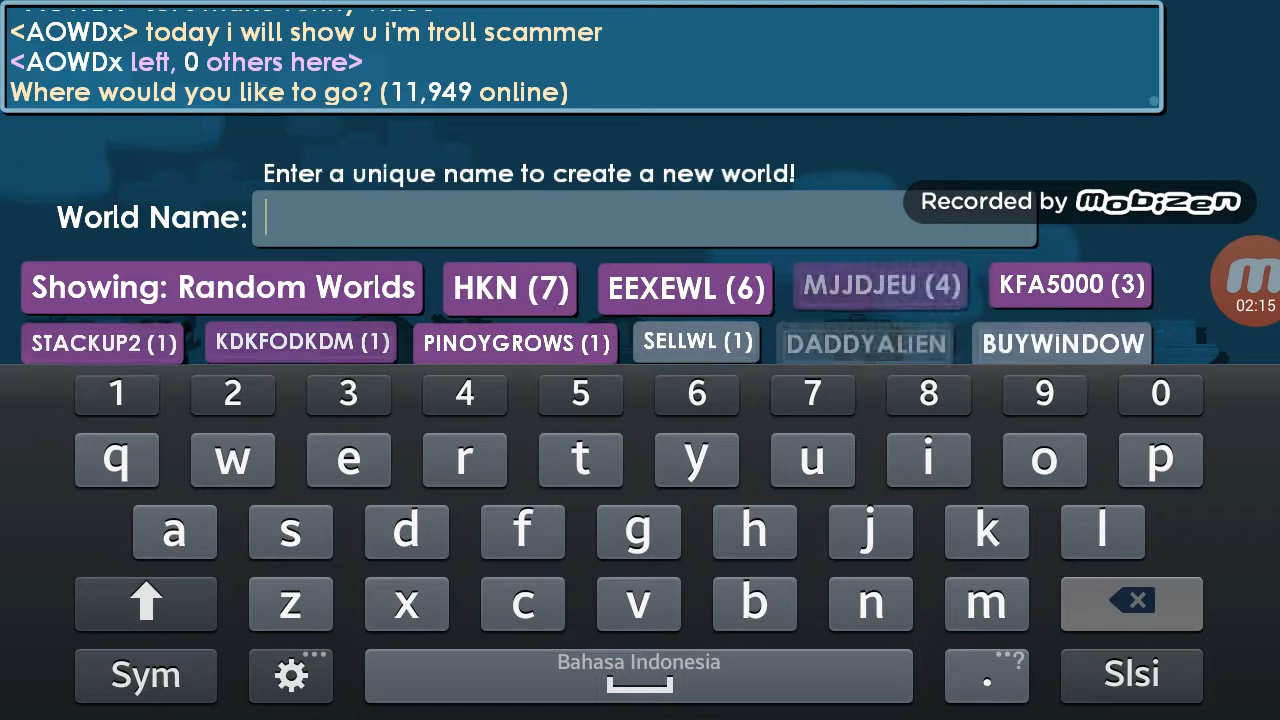 <AOWDx> today i will show u i'm troll scammer
<AOWDx left, 0 others here>
Where would you like to go? (11,949 online)
Enter a unique name to create a new world!
World Name:
Recorded by mobizen
Showing: Random Worlds HKN (7) EEXEWL (6) MJJDJEU (4) KFA5000 (3)
02:15
STACKUP2 (1) KDKFODKDM (1) PINOYGROWS (1) SELLWL (1) DADDYALIEN BUYWINDOW
1 2 3 4 5 6 7 8 9 0
q w e r t y u i o p
a s d f g h j k l
z x c v b n m
Sym Bahasa Indonesia . ?  Slsi